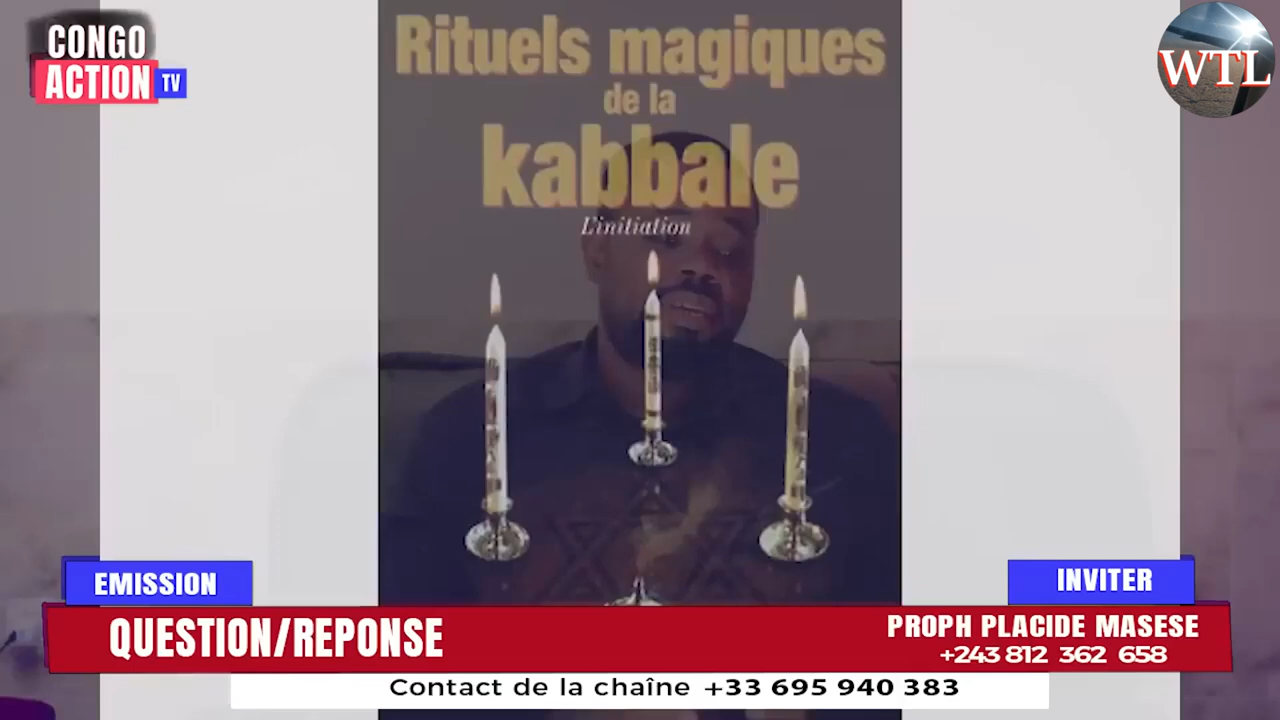 CONGO
ACTION TV
WTL
Rituels magiques
de la
kabbale
L'initiation
EMISSION
INVITER
QUESTION/REPONSE
PROPH PLACIDE MASESE
+243 812 362 658
Contact de la chaîne +33 695 940 383